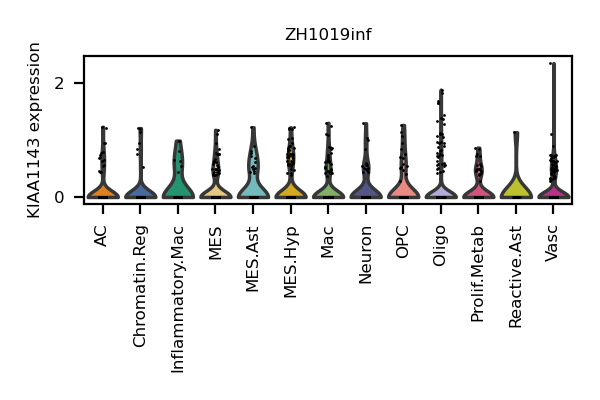 ZH1019inf
KIAA1143 expression
2
0
AC
Chromatin.Reg
Inflammatory.Mac
MES
MES.Ast
MES.Hyp
Mac
Neuron
OPC
Oligo
Prolif.Metab
Reactive.Ast
Vasc